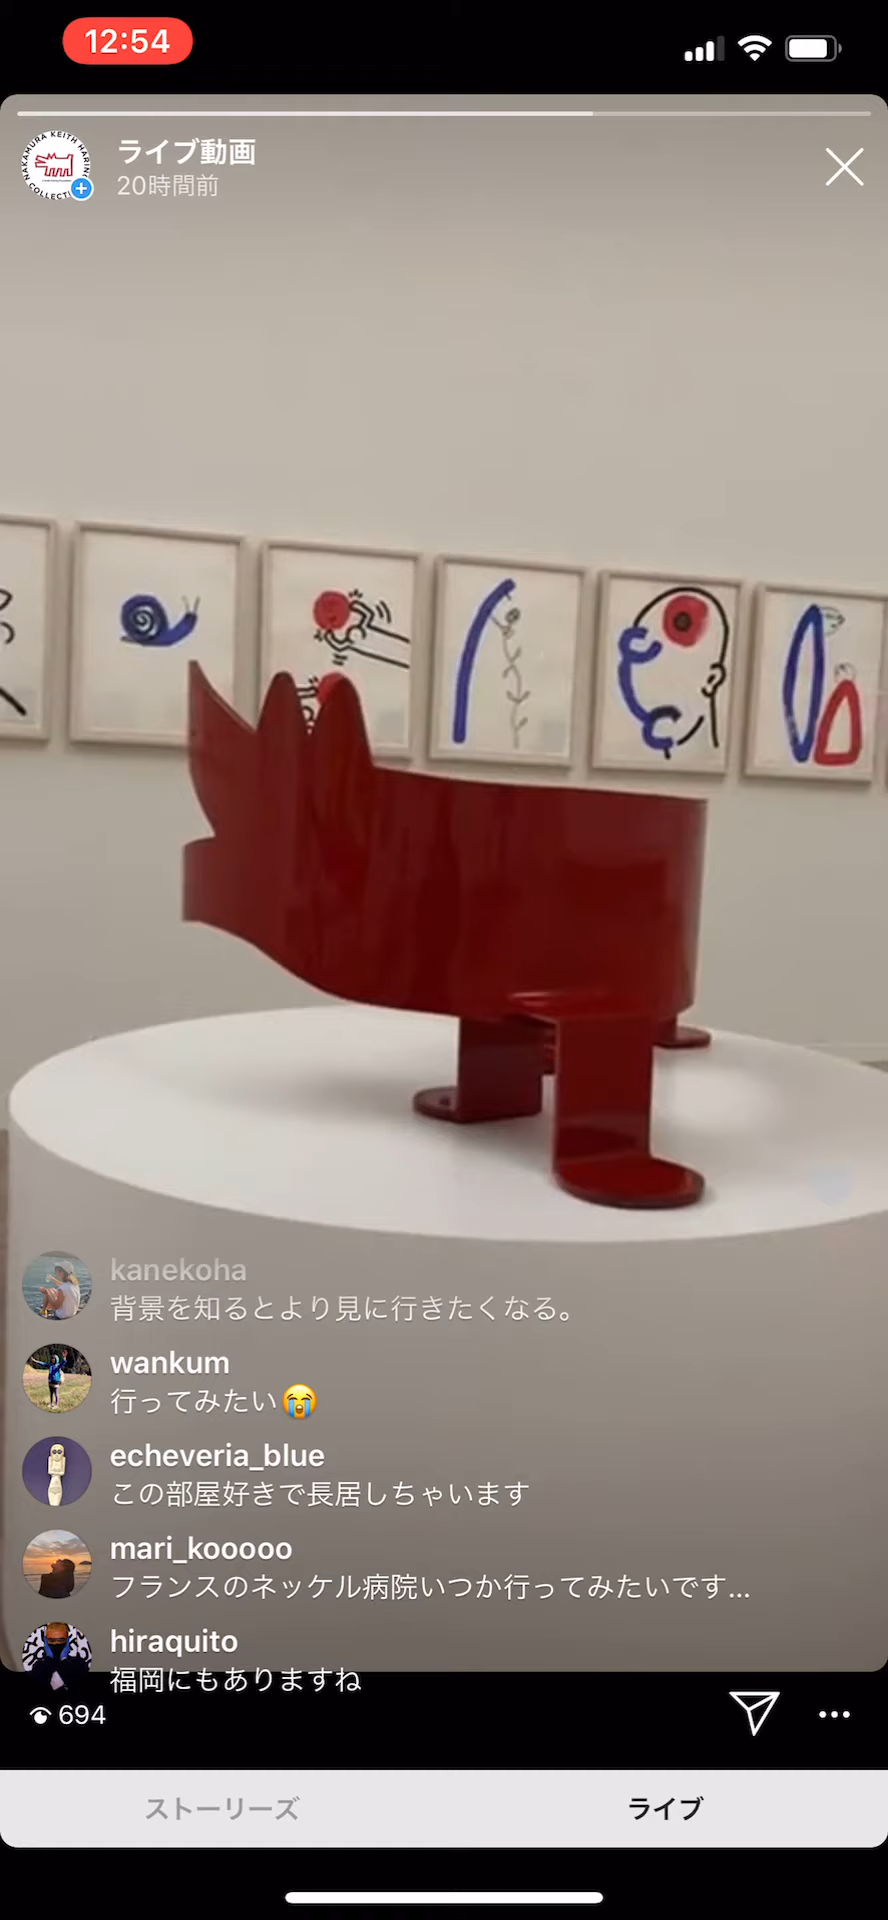 12:54
NAKAMURA KEITH HARING COLLECTI
ライブ動画
20時間前
kanekoha
背景を知るとより見に行きたくなる。
wankum
行ってみたい😭
echeveria_blue
この部屋好きで長居しちゃいます
mari_kooooo
フランスのネッケル病院いつか行ってみたいです...
hiraquito
福岡にもありますね
694
ストーリーズ
ライブ